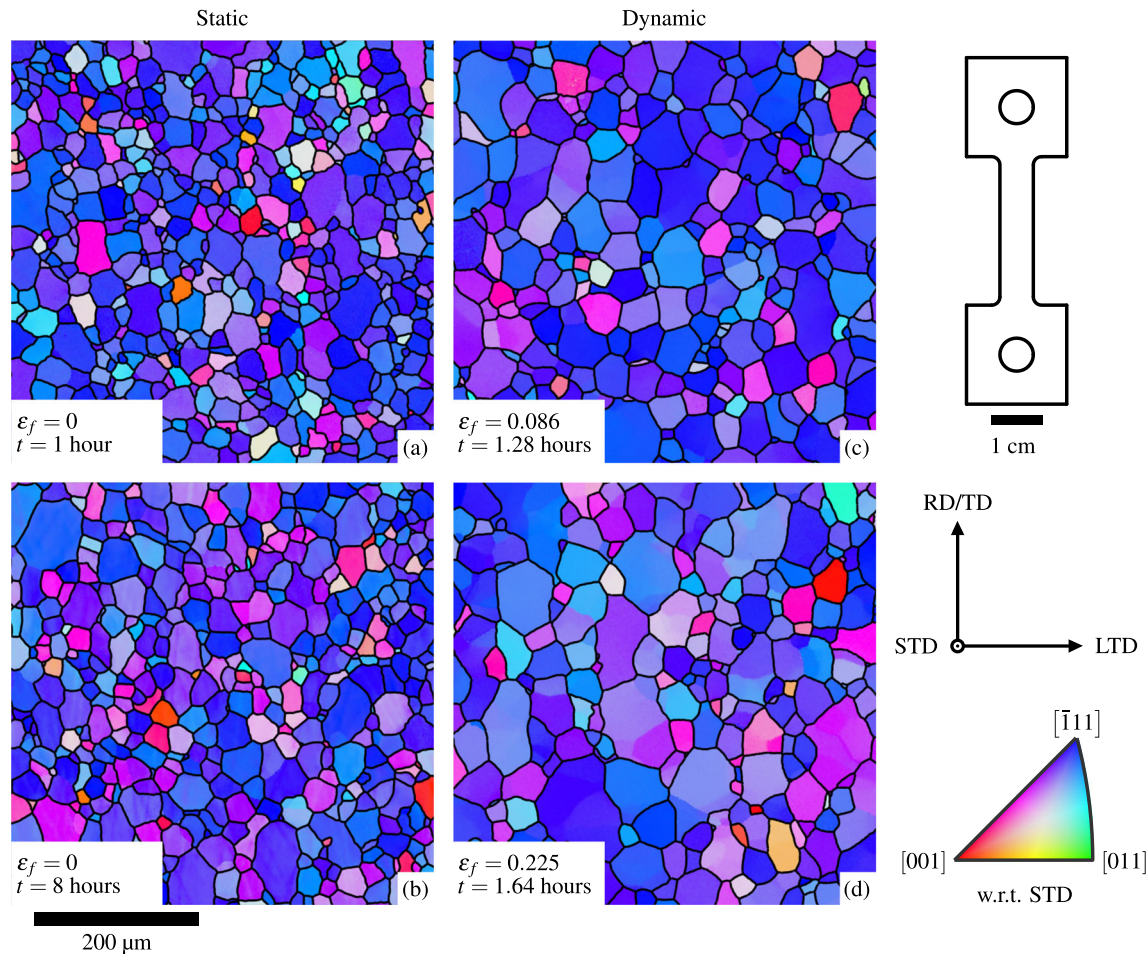 Static
Dynamic
ε_f = 0
t = 1 hour
(a)
ε_f = 0.086
t = 1.28 hours
(c)
1 cm
ε_f = 0
t = 8 hours
(b)
ε_f = 0.225
t = 1.64 hours
(d)
RD/TD
STD
LTD
[1̄11]
[001]
[011]
w.r.t. STD
200 µm